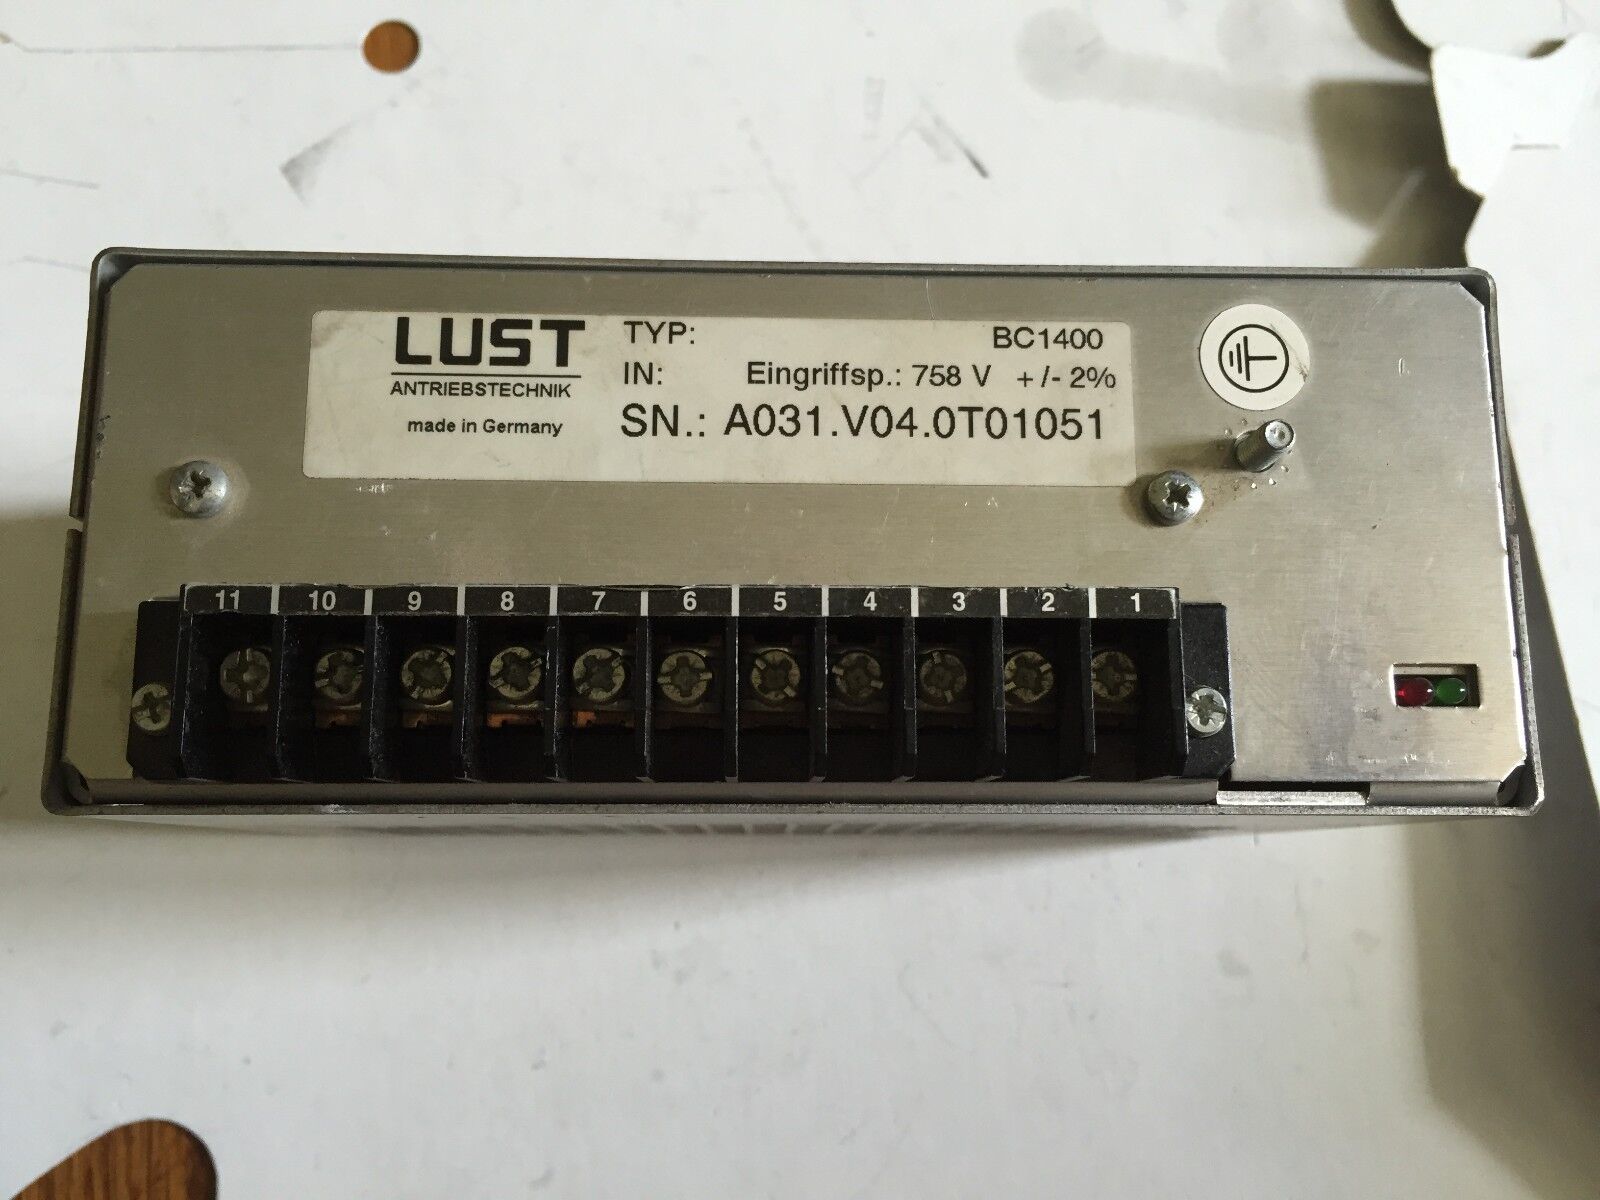 LUST
ANTRIEBSTECHNIK
made in Germany
TYP: BC1400
IN: Eingriffsp.: 758 V +/- 2%
SN.: A031.V04.0T01051
11 10 9 8 7 6 5 4 3 2 1